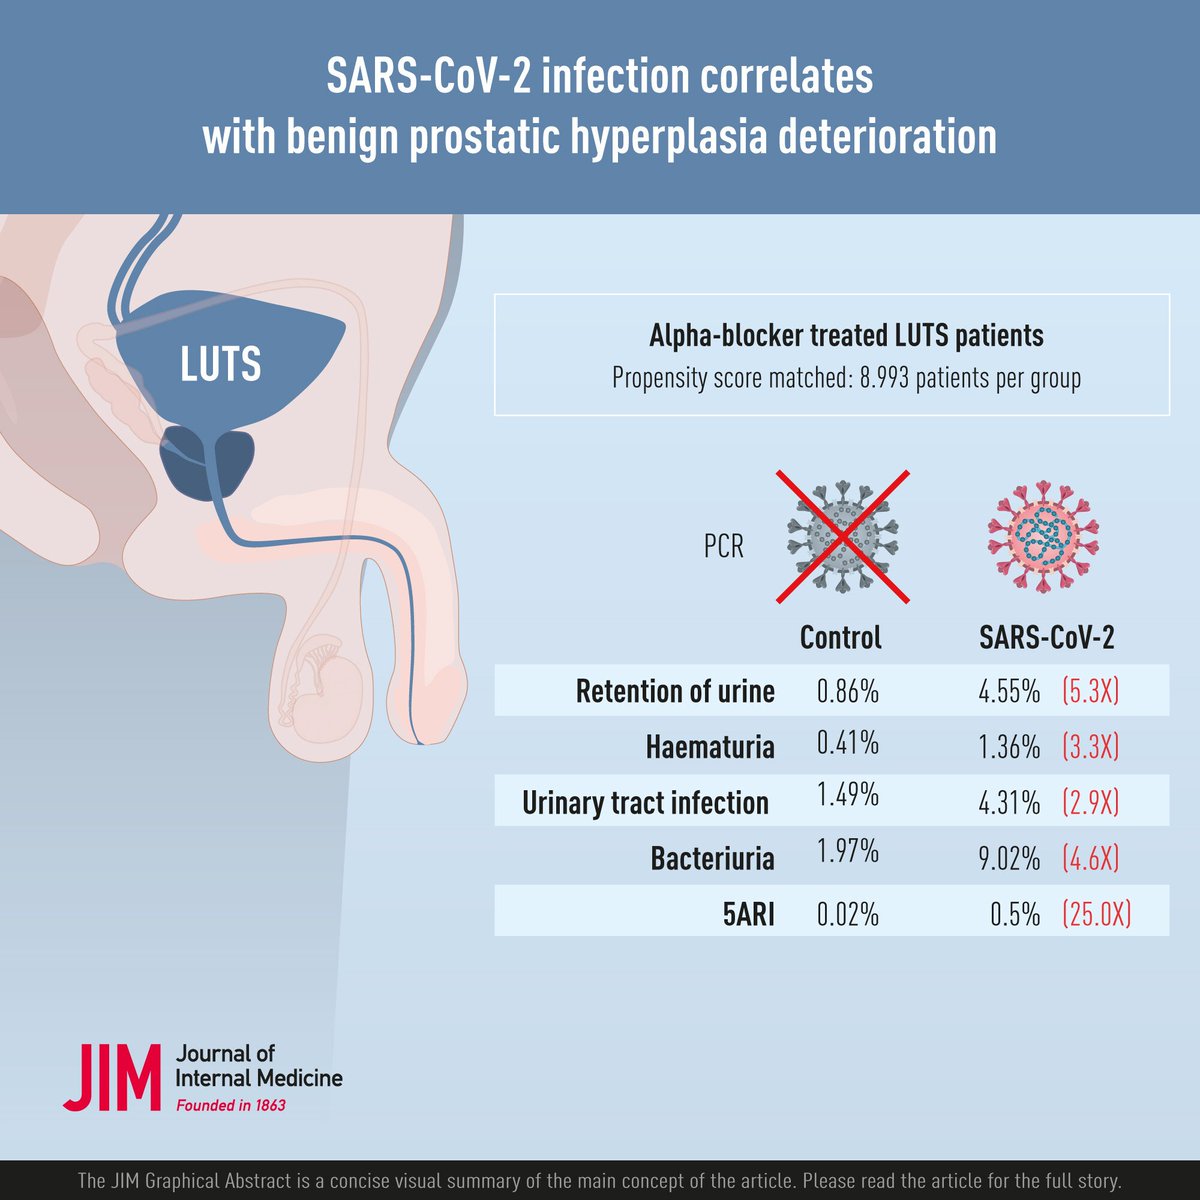 SARS-CoV-2 infection correlates
with benign prostatic hyperplasia deterioration
LUTS
Alpha-blocker treated LUTS patients
Propensity score matched: 8.993 patients per group
PCR
Control SARS-CoV-2
Retention of urine 0.86% 4.55% (5.3X)
Haematuria 0.41% 1.36% (3.3X)
Urinary tract infection 1.49% 4.31% (2.9X)
Bacteriuria 1.97% 9.02% (4.6X)
5ARI 0.02% 0.5% (25.0X)
JIM
Journal of
Internal Medicine
Founded in 1863
The JIM Graphical Abstract is a concise visual summary of the main concept of the article. Please read the article for the full story.